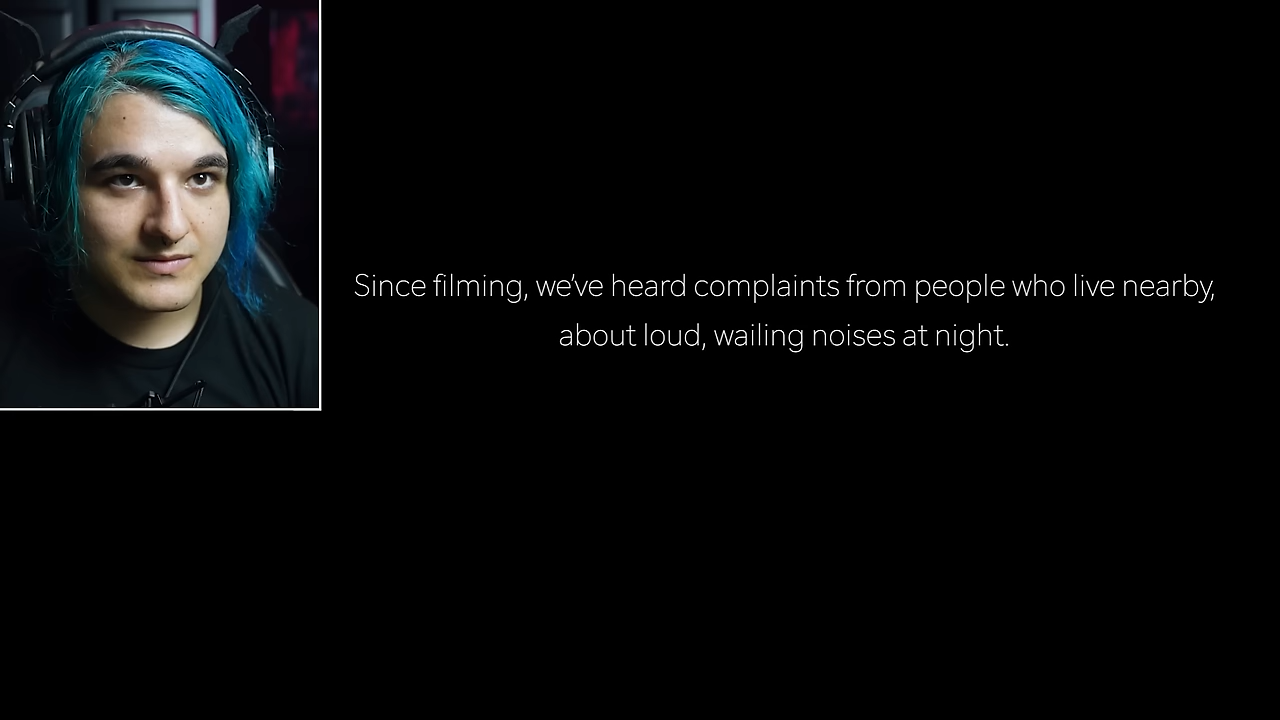 Since filming, we've heard complaints from people who live nearby,
about loud, wailing noises at night.